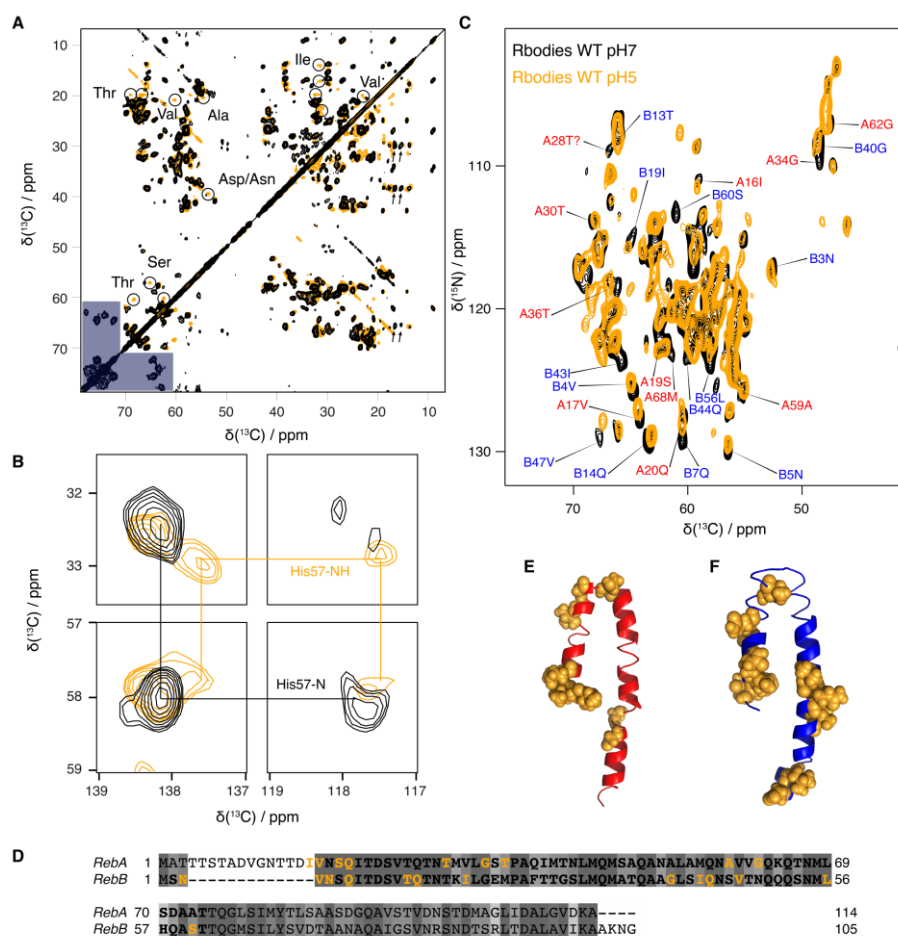 A
δ(¹³C) / ppm
10
20
30
40
50
60
70
70
60
50
40
30
20
10
δ(¹³C) / ppm
Thr
Val
Ala
Ile
Val
Asp/Asn
Ser
Thr
B
δ(¹³C) / ppm
32
33
57
58
59
139
138
137
118
117
δ(¹³C) / ppm
His57-NH
His57-N
C
Rbodies WT pH7
Rbodies WT pH5
δ(¹⁵N) / ppm
110
120
130
70
60
50
δ(¹³C) / ppm
B13T
A28T?
B19I
A16I
B60S
A30T
A62G
B40G
A34G
B3N
A36T
B43I
B4V
A17V
B47V
B14Q
A19S
A68M
B56L
B44Q
A20Q
B7Q
B5N
A59A
E
F
D
RebA 1 MATTTSTADVGNTTDIVNSQITDSVTQTNTMVLGSTPAQIMTNLMQMSAQANALAMQNAVVGQKQTNML 69
RebB 1 MSN-------------VNSQITDSVTQTNTKILGEMPAFTTGSLMQMATQAAGLSIQNSVTNQQQSNML 56
RebA 70 114
RebB 57 105